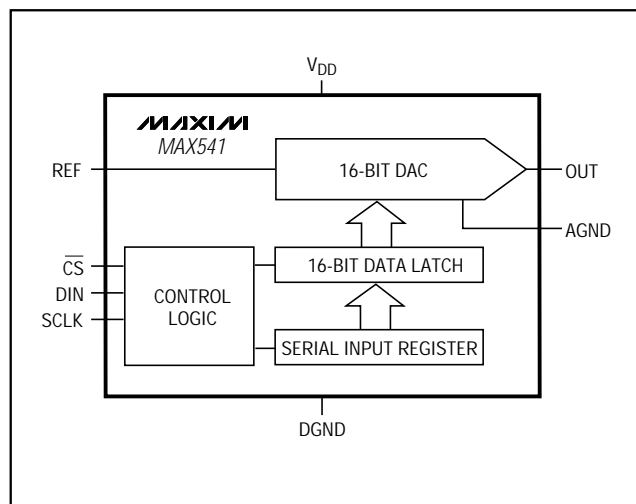 VDD
MAXIM
MAX541
REF
16-BIT DAC
OUT
AGND
CS
16-BIT DATA LATCH
DIN
CONTROL
LOGIC
SCLK
SERIAL INPUT REGISTER
DGND